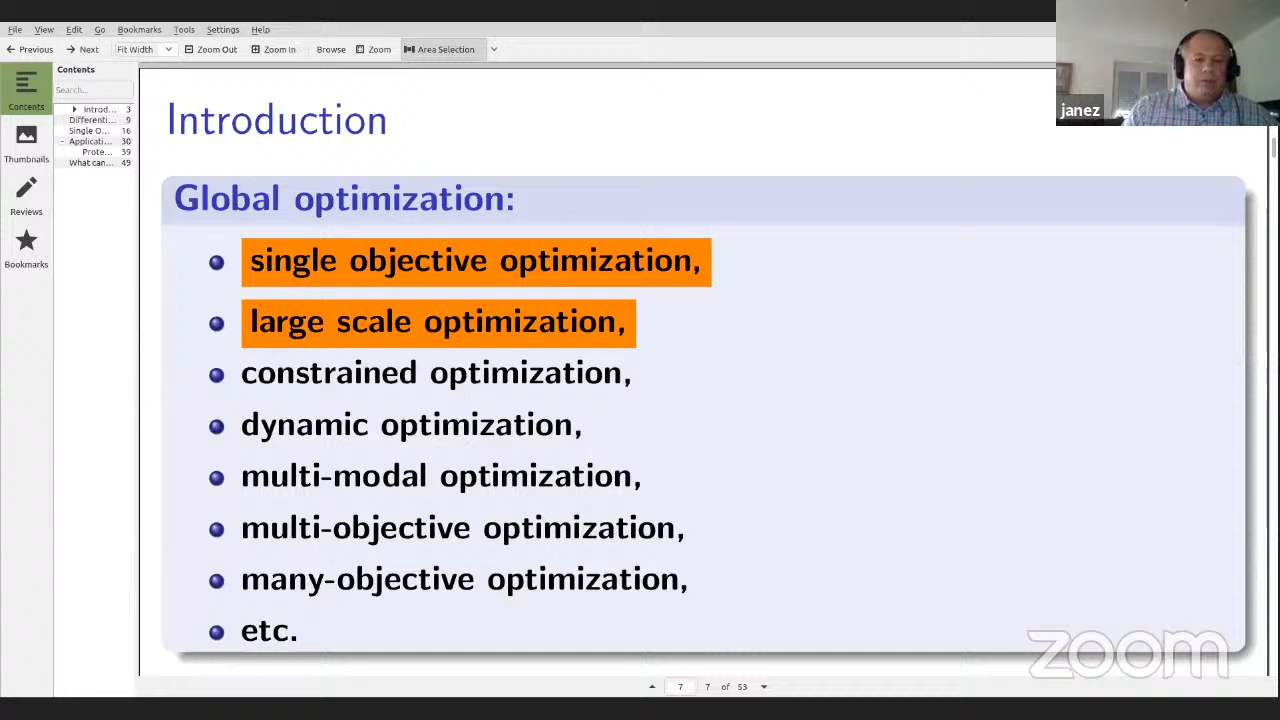 File View Edit Go Bookmarks Tools Settings Help
Previous Next Fit Width Zoom Out Zoom In Browse Zoom Area Selection
janez
Contents
Search...
Contents
Introd... 3
Differenti... 9
Single O... 16
Applicati... 30
Prote... 39
What can... 49
Thumbnails
Reviews
Bookmarks
Introduction
Global optimization:
single objective optimization,
large scale optimization,
constrained optimization,
dynamic optimization,
multi-modal optimization,
multi-objective optimization,
many-objective optimization,
etc.
zoom
7 7 of 53